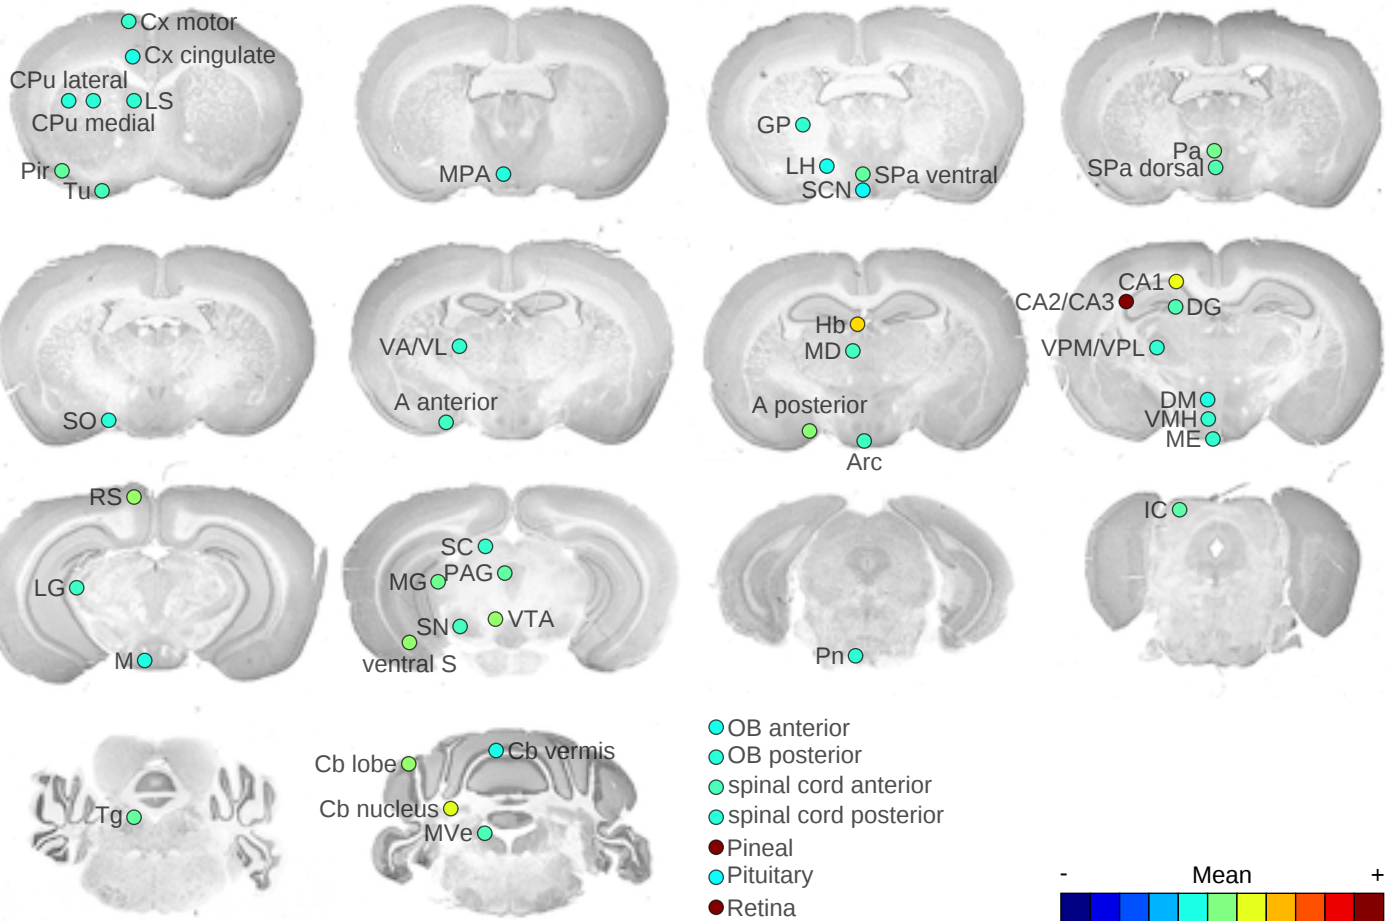 Cx motor
Cx cingulate
CPu lateral
LS
CPu medial
Pir
Tu
MPA
GP
LH
SPa ventral
SCN
Pa
SPa dorsal
SO
VA/VL
A anterior
Hb
MD
A posterior
Arc
CA1
CA2/CA3
DG
VPM/VPL
DM
VMH
ME
RS
LG
M
SC
MG
PAG
SN
VTA
ventral S
Pn
IC
Tg
Cb lobe
Cb vermis
Cb nucleus
MVe
OB anterior
OB posterior
spinal cord anterior
spinal cord posterior
Pineal
Pituitary
Retina
- Mean +